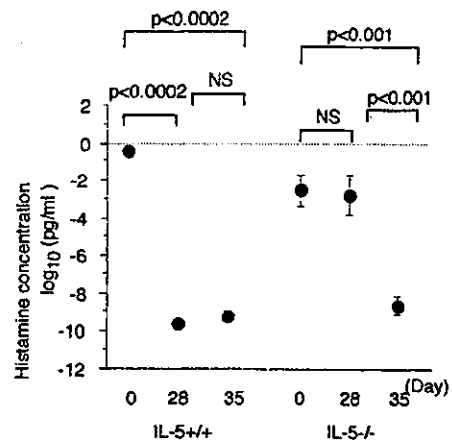 p<0.0002
p<0.001
NS
p<0.0002
p<0.001
NS
2
0
-2
-4
-6
-8
-10
-12
Histamine concentration
log10 (pg/ml)
0 28 35 0 28 35 (Day)
IL-5+/+ IL-5-/-